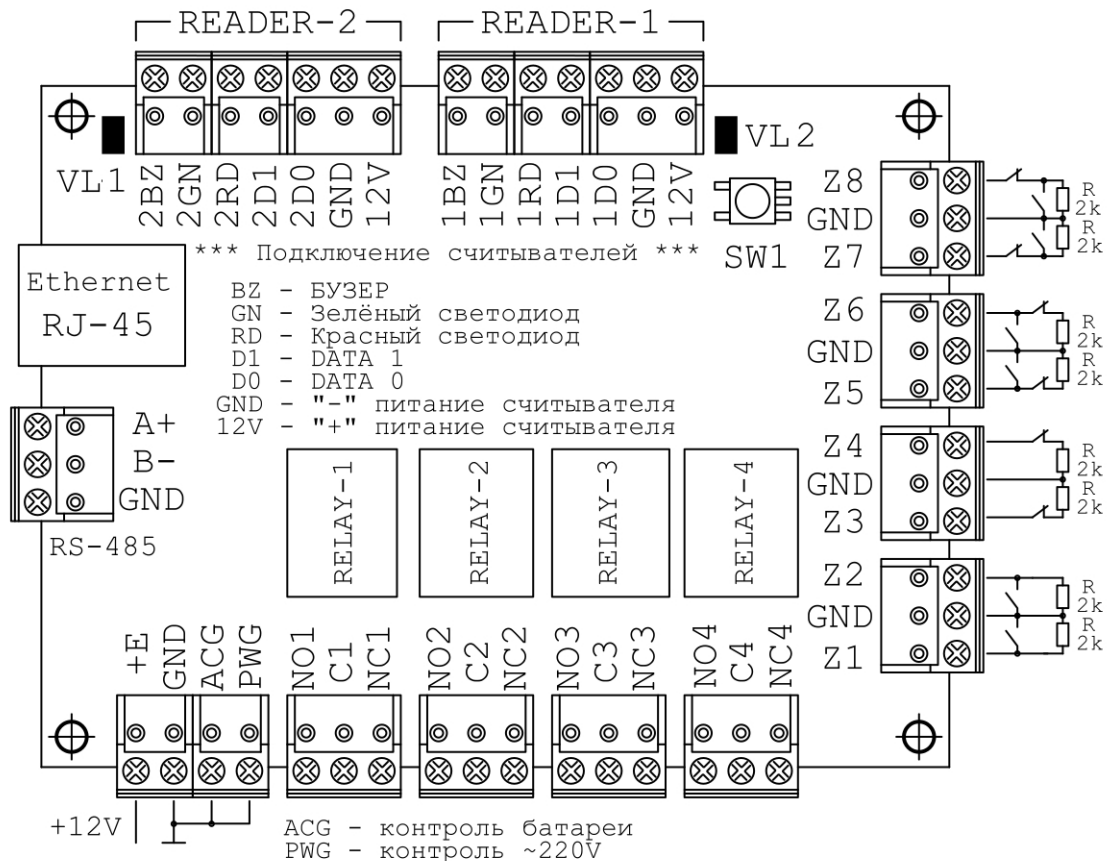 READER-2 READER-1
VL1 VL2
2BZ 2GN 2RD 2D1 2D0 GND 12V
1BZ 1GN 1RD 1D1 1D0 GND 12V
SW1
*** Подключение считывателей ***
Ethernet
RJ-45
BZ - БУЗЕР
GN - Зелёный светодиод
RD - Красный светодиод
D1 - DATA 1
D0 - DATA 0
GND - "-" питание считывателя
12V - "+" питание считывателя
Z8
GND
Z7
R
2k
R
2k
Z6
GND
Z5
R
2k
R
2k
Z4
GND
Z3
R
2k
R
2k
Z2
GND
Z1
R
2k
R
2k
A+
B-
GND
RS-485
RELAY-1 RELAY-2 RELAY-3 RELAY-4
+E GND ACG PWG
NO1 C1 NC1
NO2 C2 NC2
NO3 C3 NC3
NO4 C4 NC4
+12V
ACG - контроль батареи
PWG - контроль ~220V